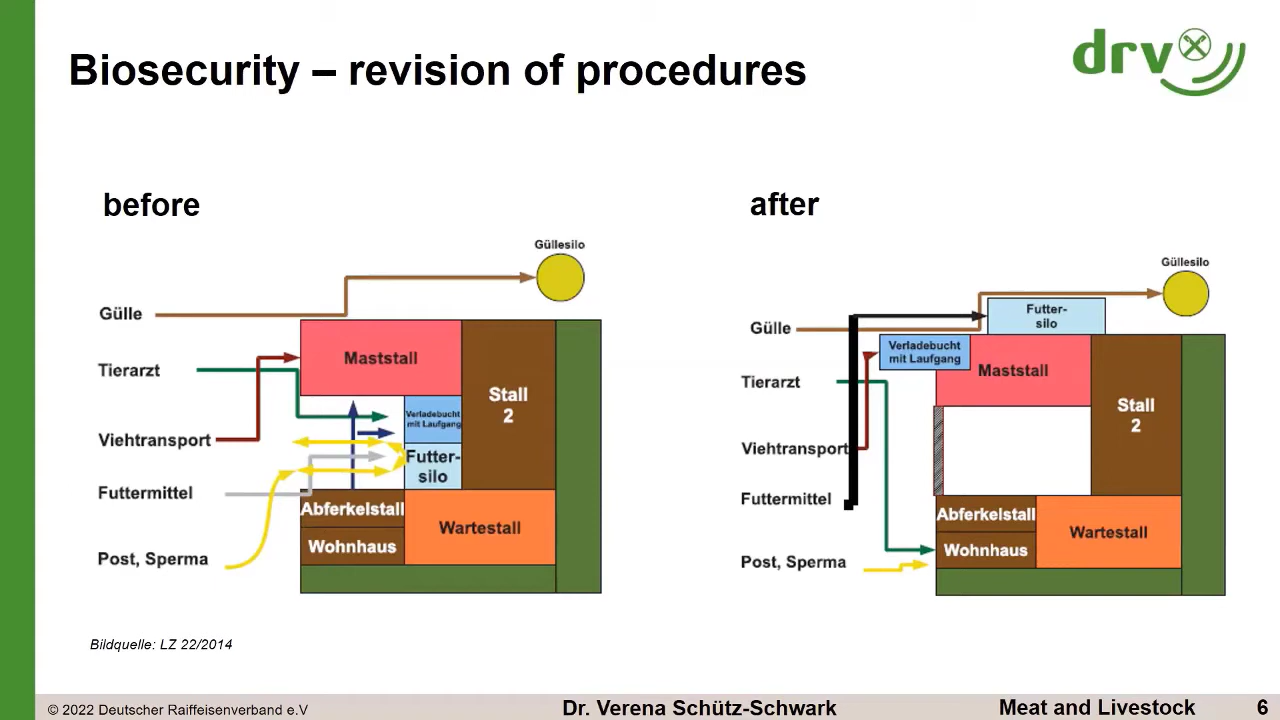 Biosecurity – revision of procedures
drv
before
Güllesilo
Gülle
Tierarzt
Viehtransport
Futtermittel
Post, Sperma
Maststall
Stall
2
Verladebucht
mit Laufgang
Futter-
silo
Abferkelstall
Wohnhaus
Wartestall
after
Güllesilo
Gülle
Tierarzt
Viehtransport
Futtermittel
Post, Sperma
Futter-
silo
Verladebucht
mit Laufgang
Maststall
Stall
2
Abferkelstall
Wohnhaus
Wartestall
Bildquelle: LZ 22/2014
© 2022 Deutscher Raiffeisenverband e.V
Dr. Verena Schütz-Schwark
Meat and Livestock
6